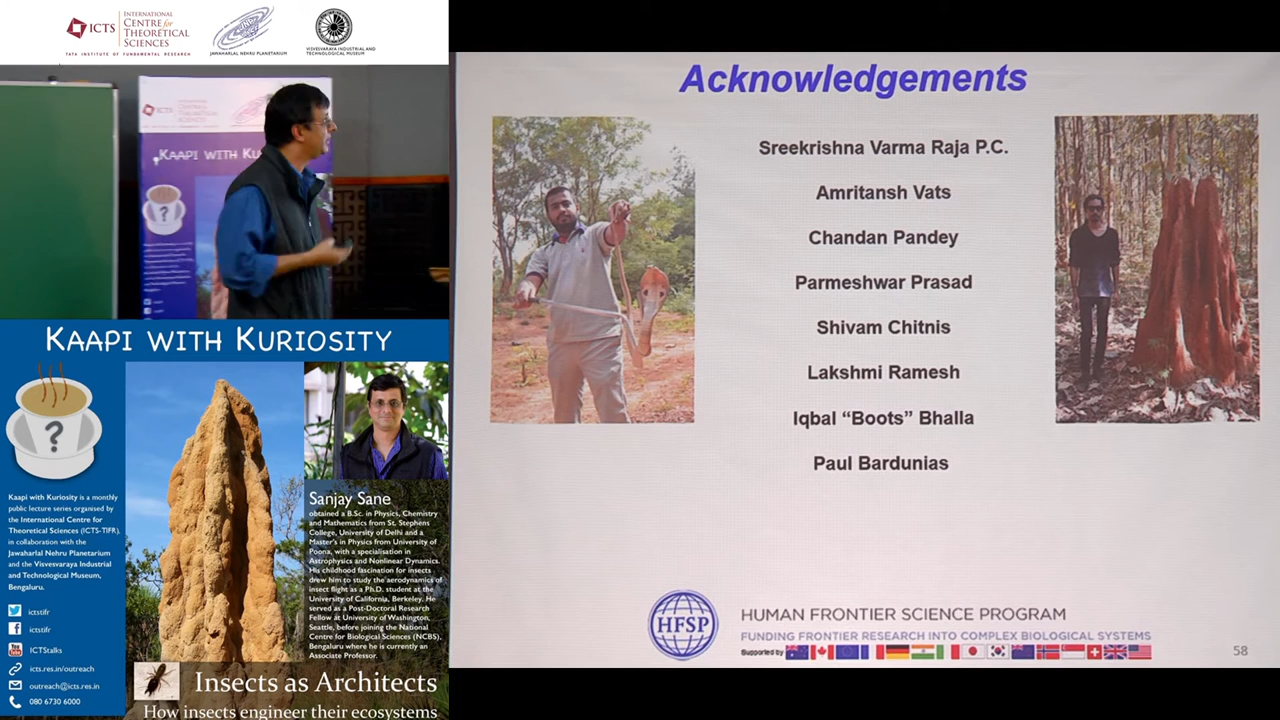 ICTS
INTERNATIONAL
CENTRE for
THEORETICAL
SCIENCES
TATA INSTITUTE OF FUNDAMENTAL RESEARCH
JAWAHARLAL NEHRU PLANETARIUM
VISVESVARAYA INDUSTRIAL AND
TECHNOLOGICAL MUSEUM
ICTS
KAAPI WITH KU
KAAPI WITH KURIOSITY
?
Kaapi with Kuriosity is a monthly
public lecture series organised by
the International Centre for
Theoretical Sciences (ICTS-TIFR),
in collaboration with the
Jawaharlal Nehru Planetarium
and the Visvesvaraya Industrial
and Technological Museum,
Bengaluru.
ictstifr
ictstifr
ICTStalks
icts.res.in/outreach
outreach@icts.res.in
080 6730 6000
Sanjay Sane
obtained a B.Sc. in Physics, Chemistry
and Mathematics from St. Stephens
College, University of Delhi and a
Master's in Physics from University of
Poona, with a specialisation in
Astrophysics and Nonlinear Dynamics.
His childhood fascination for insects
drew him to study the aerodynamics of
insect flight as a Ph.D. student at the
University of California, Berkeley. He
served as a Post-Doctoral Research
Fellow at University of Washington,
Seattle, before joining the National
Centre for Biological Sciences (NCBS),
Bengaluru where he is currently an
Associate Professor.
Insects as Architects
How insects engineer their ecosystems
Acknowledgements
Sreekrishna Varma Raja P.C.
Amritansh Vats
Chandan Pandey
Parmeshwar Prasad
Shivam Chitnis
Lakshmi Ramesh
Iqbal “Boots” Bhalla
Paul Bardunias
HFSP
HUMAN FRONTIER SCIENCE PROGRAM
FUNDING FRONTIER RESEARCH INTO COMPLEX BIOLOGICAL SYSTEMS
Supported by
58